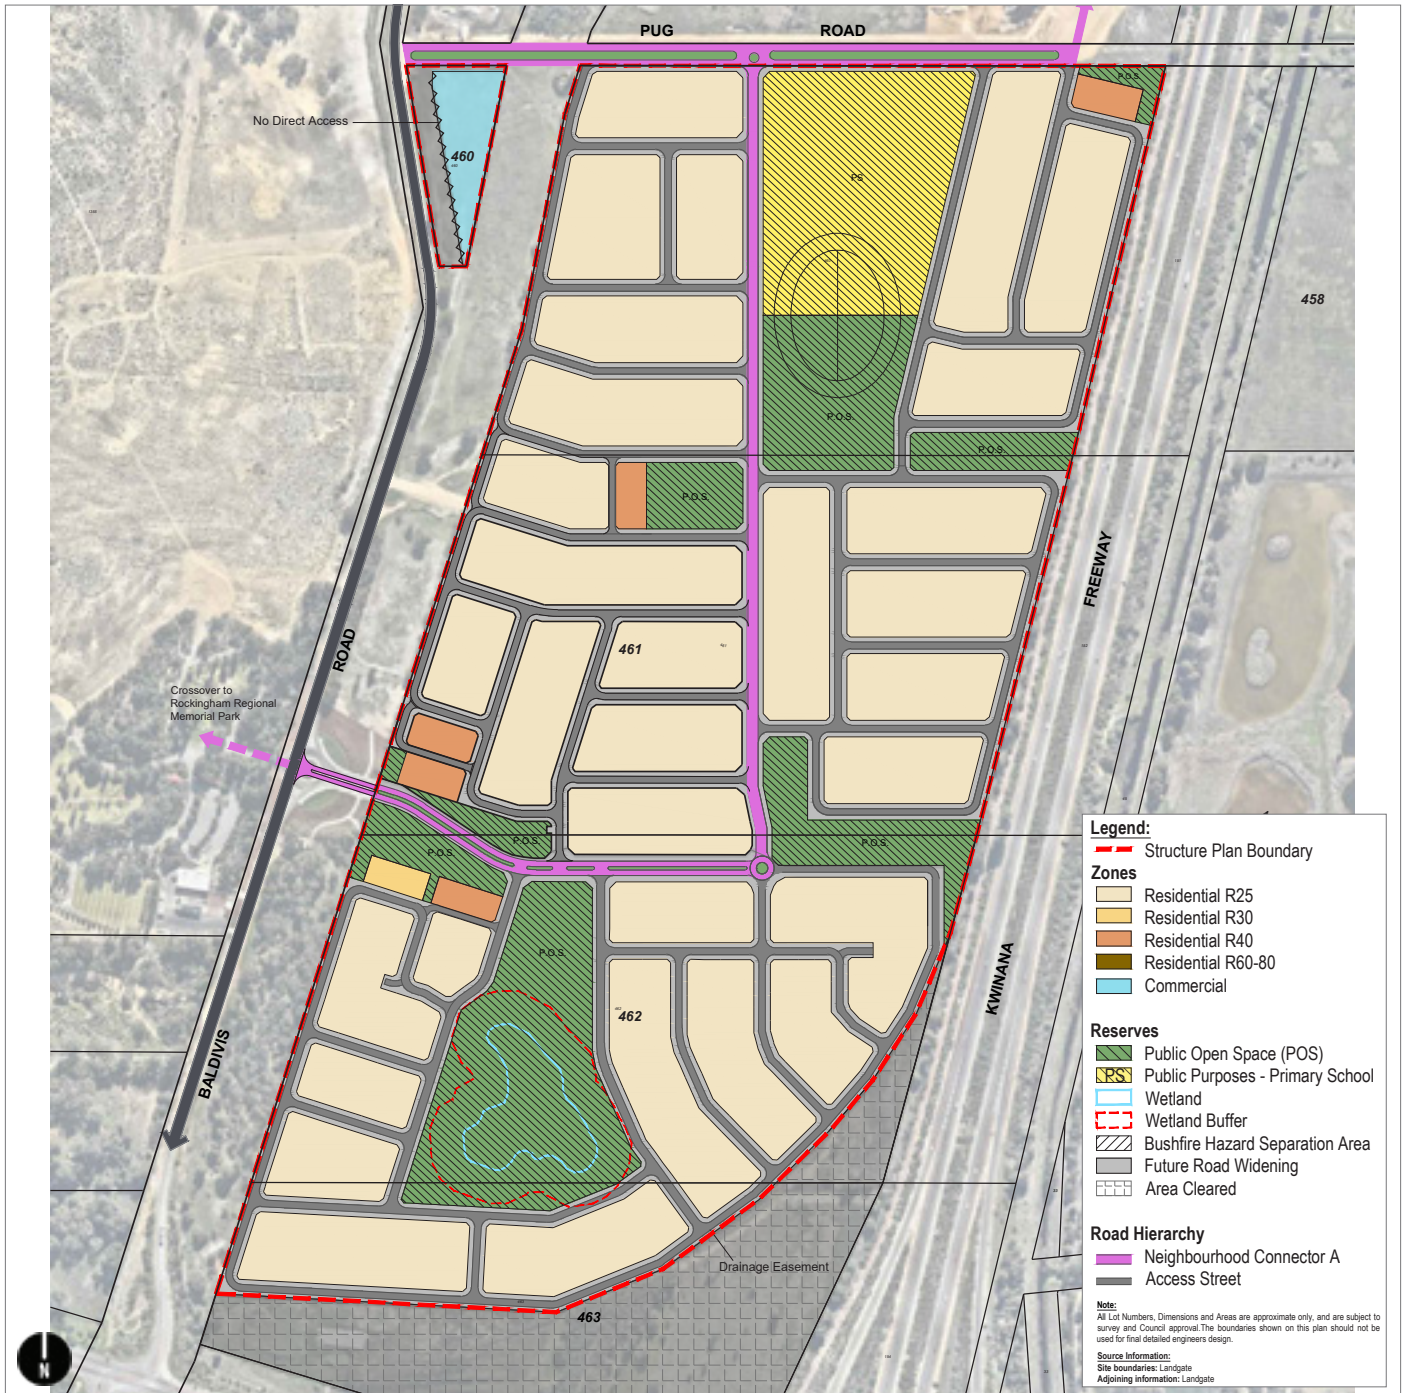 PUG ROAD
P.O.S.
No Direct Access
460
PS
458
P.O.S.
P.O.S.
P.O.S.
FREEWAY
ROAD
461
Crossover to
Rockingham Regional
Memorial Park
P.O.S.
P.O.S.
P.O.S.
P.O.S.
KWINANA
462
BALDIVIS
Drainage Easement
463
N
Legend:
Structure Plan Boundary
Zones
Residential R25
Residential R30
Residential R40
Residential R60-80
Commercial
Reserves
Public Open Space (POS)
PS Public Purposes - Primary School
Wetland
Wetland Buffer
Bushfire Hazard Separation Area
Future Road Widening
Area Cleared
Road Hierarchy
Neighbourhood Connector A
Access Street
Note:
All Lot Numbers, Dimensions and Areas are approximate only, and are subject to
survey and Council approval.The boundaries shown on this plan should not be
used for final detailed engineers design.
Source Information:
Site boundaries: Landgate
Adjoining information: Landgate